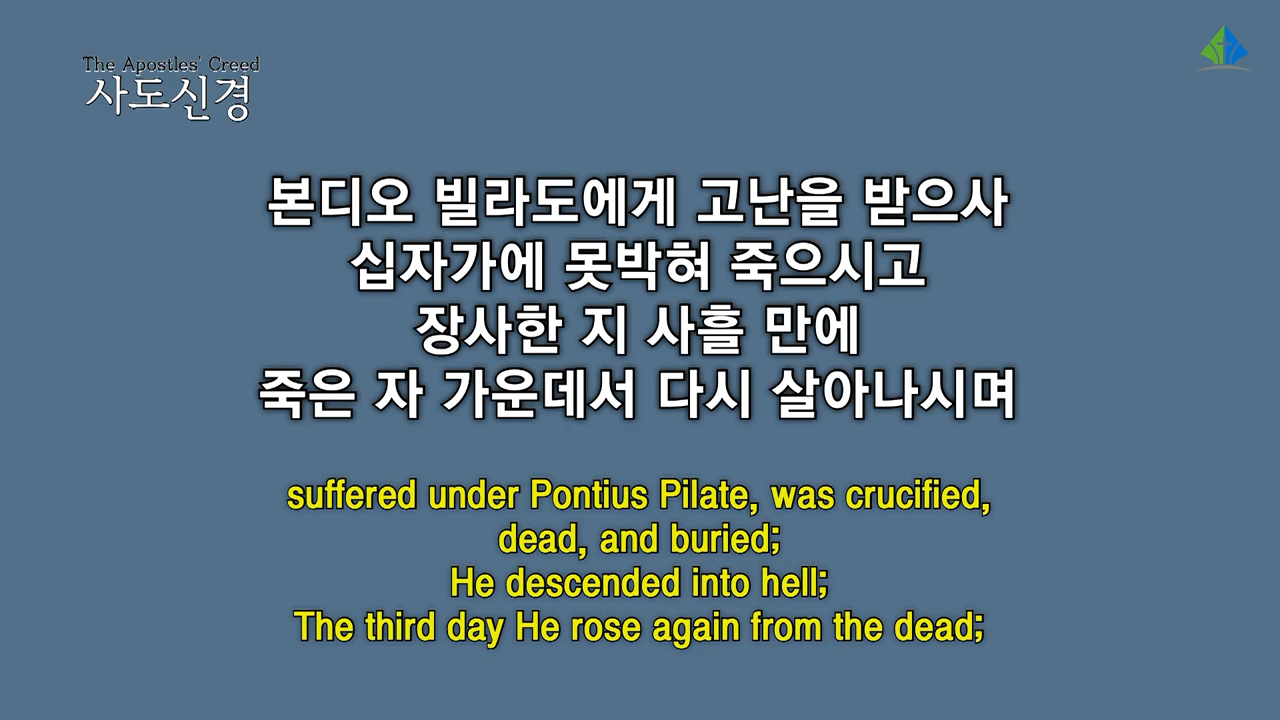 The Apostles' Creed
사도신경
본디오 빌라도에게 고난을 받으사
십자가에 못박혀 죽으시고
장사한 지 사흘 만에
죽은 자 가운데서 다시 살아나시며
suffered under Pontius Pilate, was crucified,
dead, and buried;
He descended into hell;
The third day He rose again from the dead;